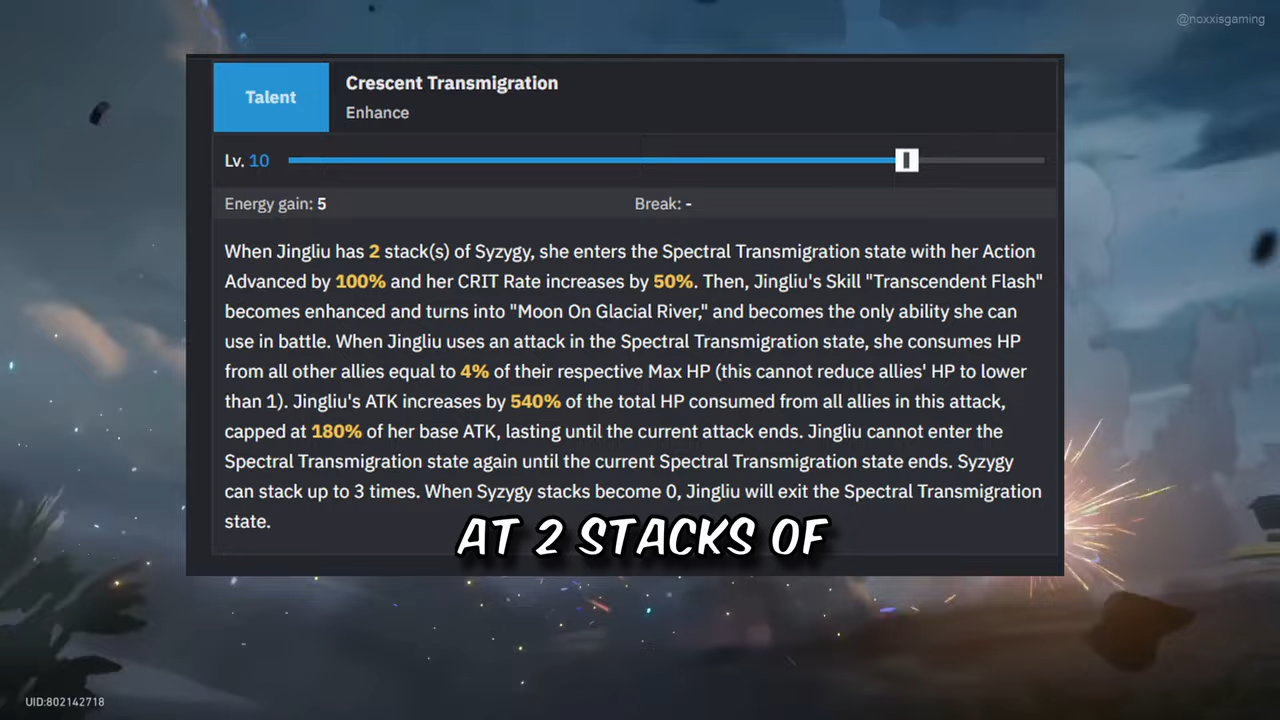 @noxxisgaming
Talent
Crescent Transmigration
Enhance
Lv. 10
Energy gain: 5
Break: -
When Jingliu has 2 stack(s) of Syzygy, she enters the Spectral Transmigration state with her Action
Advanced by 100% and her CRIT Rate increases by 50%. Then, Jingliu's Skill "Transcendent Flash"
becomes enhanced and turns into "Moon On Glacial River," and becomes the only ability she can
use in battle. When Jingliu uses an attack in the Spectral Transmigration state, she consumes HP
from all other allies equal to 4% of their respective Max HP (this cannot reduce allies' HP to lower
than 1). Jingliu's ATK increases by 540% of the total HP consumed from all allies in this attack,
capped at 180% of her base ATK, lasting until the current attack ends. Jingliu cannot enter the
Spectral Transmigration state again until the current Spectral Transmigration state ends. Syzygy
can stack up to 3 times. When Syzygy stacks become 0, Jingliu will exit the Spectral Transmigration
state.
AT 2 STACKS OF
UID:802142718